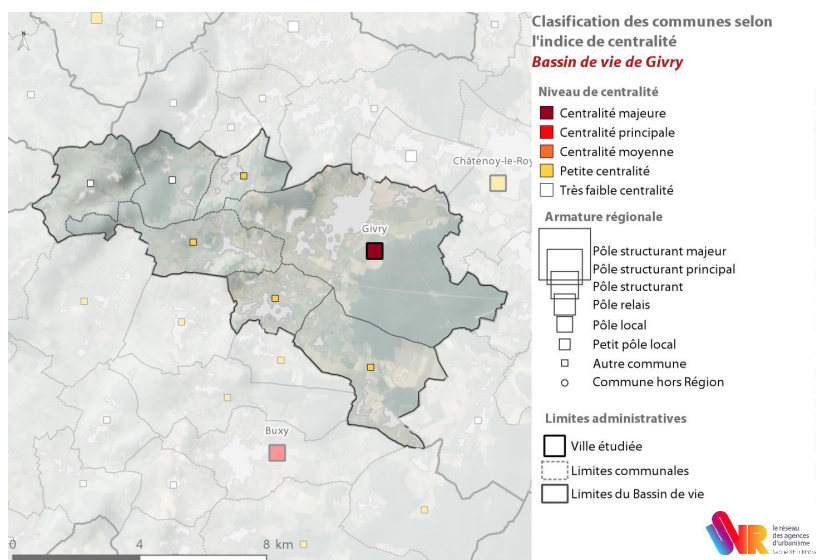 Clasification des communes selon
l'indice de centralité
Bassin de vie de Givry
Niveau de centralité
Centralité majeure
Centralité principale
Centralité moyenne
Petite centralité
Très faible centralité
Armature régionale
Pôle structurant majeur
Pôle structurant principal
Pôle structurant
Pôle relais
Pôle local
Petit pôle local
Autre commune
Commune hors Région
Limites administratives
Ville étudiée
Limites communales
Limites du Bassin de vie
N
Châtenoy-le-Roy
Givry
Buxy
0 4 8 km
le réseau
des agences
d'urbanisme